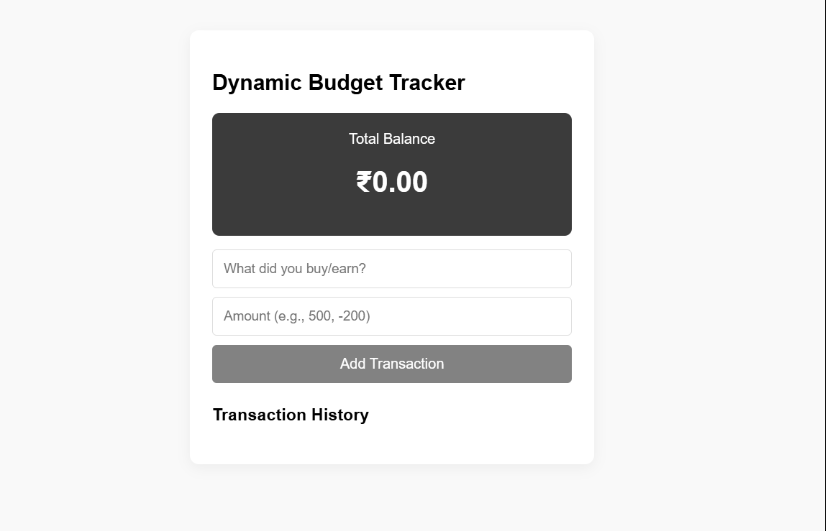 Dynamic Budget Tracker
Total Balance
₹0.00
What did you buy/earn?
Amount (e.g., 500, -200)
Add Transaction
Transaction History